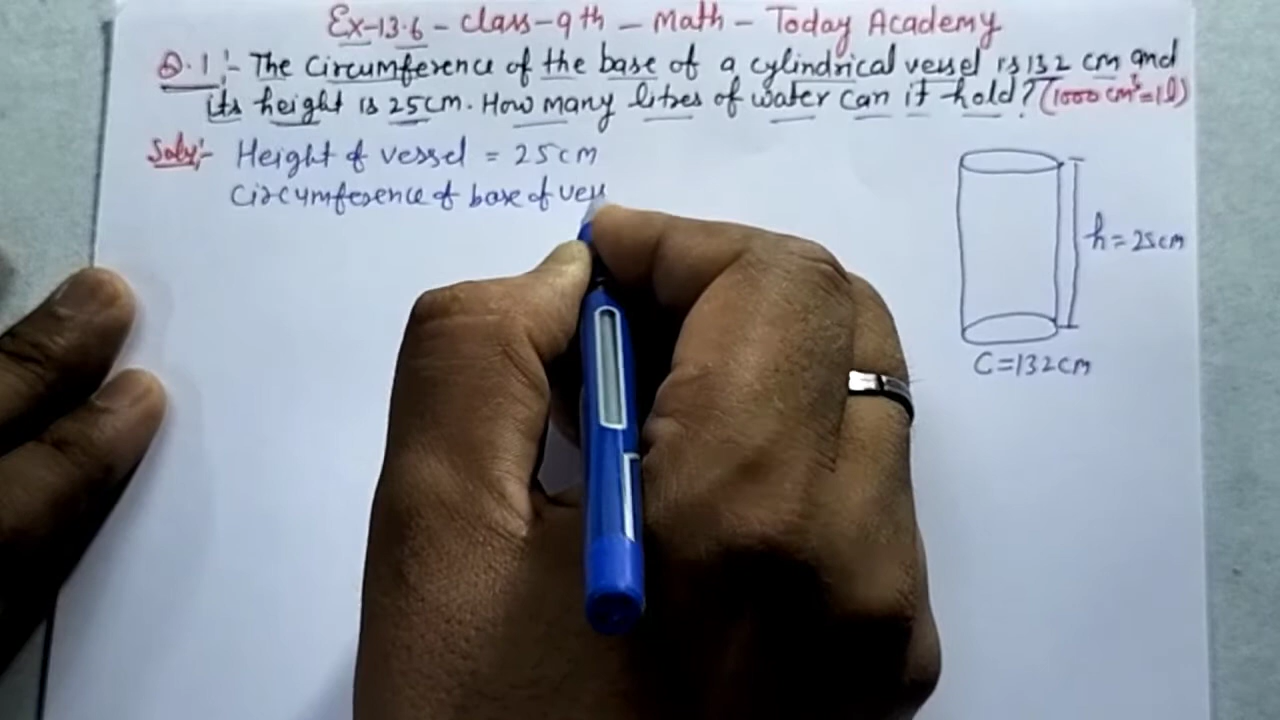 Ex-13.6 - Class-9th - Math - Today Academy
Q.1:- The Circumference of the base of a cylindrical vessel is 132 cm and
its height is 25cm. How many litres of water can it hold? (1000 cm³=1l)
Soln:- Height of vessel = 25cm
Circumference of base of ves
h = 25cm
C=132cm